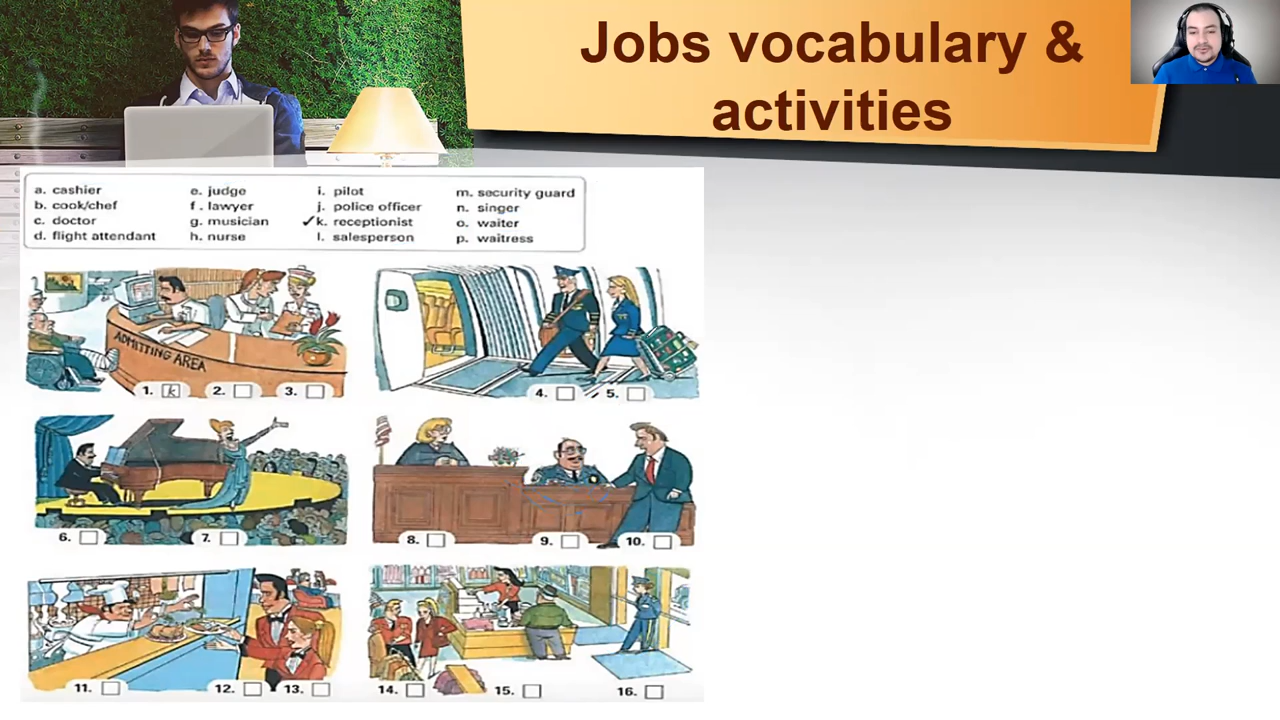 Jobs vocabulary &
activities
a. cashier
b. cook/chef
c. doctor
d. flight attendant
e. judge
f . lawyer
g. musician
h. nurse
i. pilot
j. police officer
✓k. receptionist
l. salesperson
m. security guard
n. singer
o. waiter
p. waitress
ADMITTING AREA
1. k 2. 3.
4. 5.
6. 7.
8. 9. 10.
11. 12. 13.
14. 15. 16.